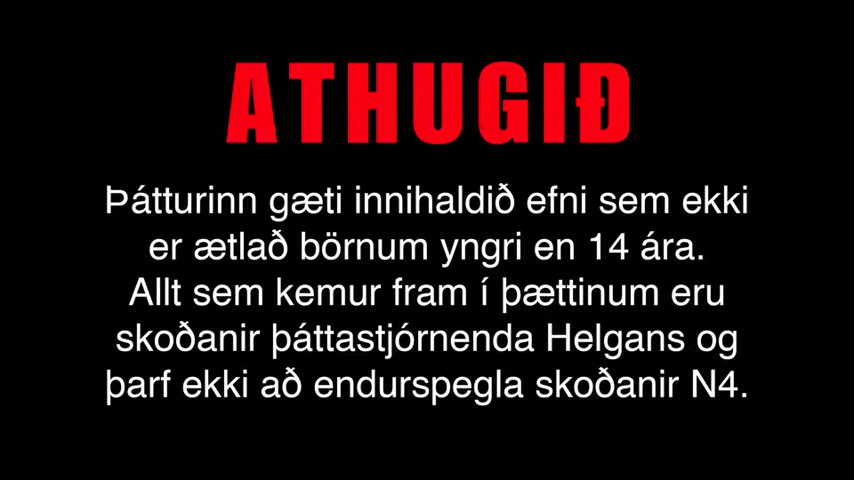 ATHUGIÐ
Þátturinn gæti innihaldið efni sem ekki
er ætlað börnum yngri en 14 ára.
Allt sem kemur fram í þættinum eru
skoðanir þáttastjórnenda Helgans og
þarf ekki að endurspegla skoðanir N4.